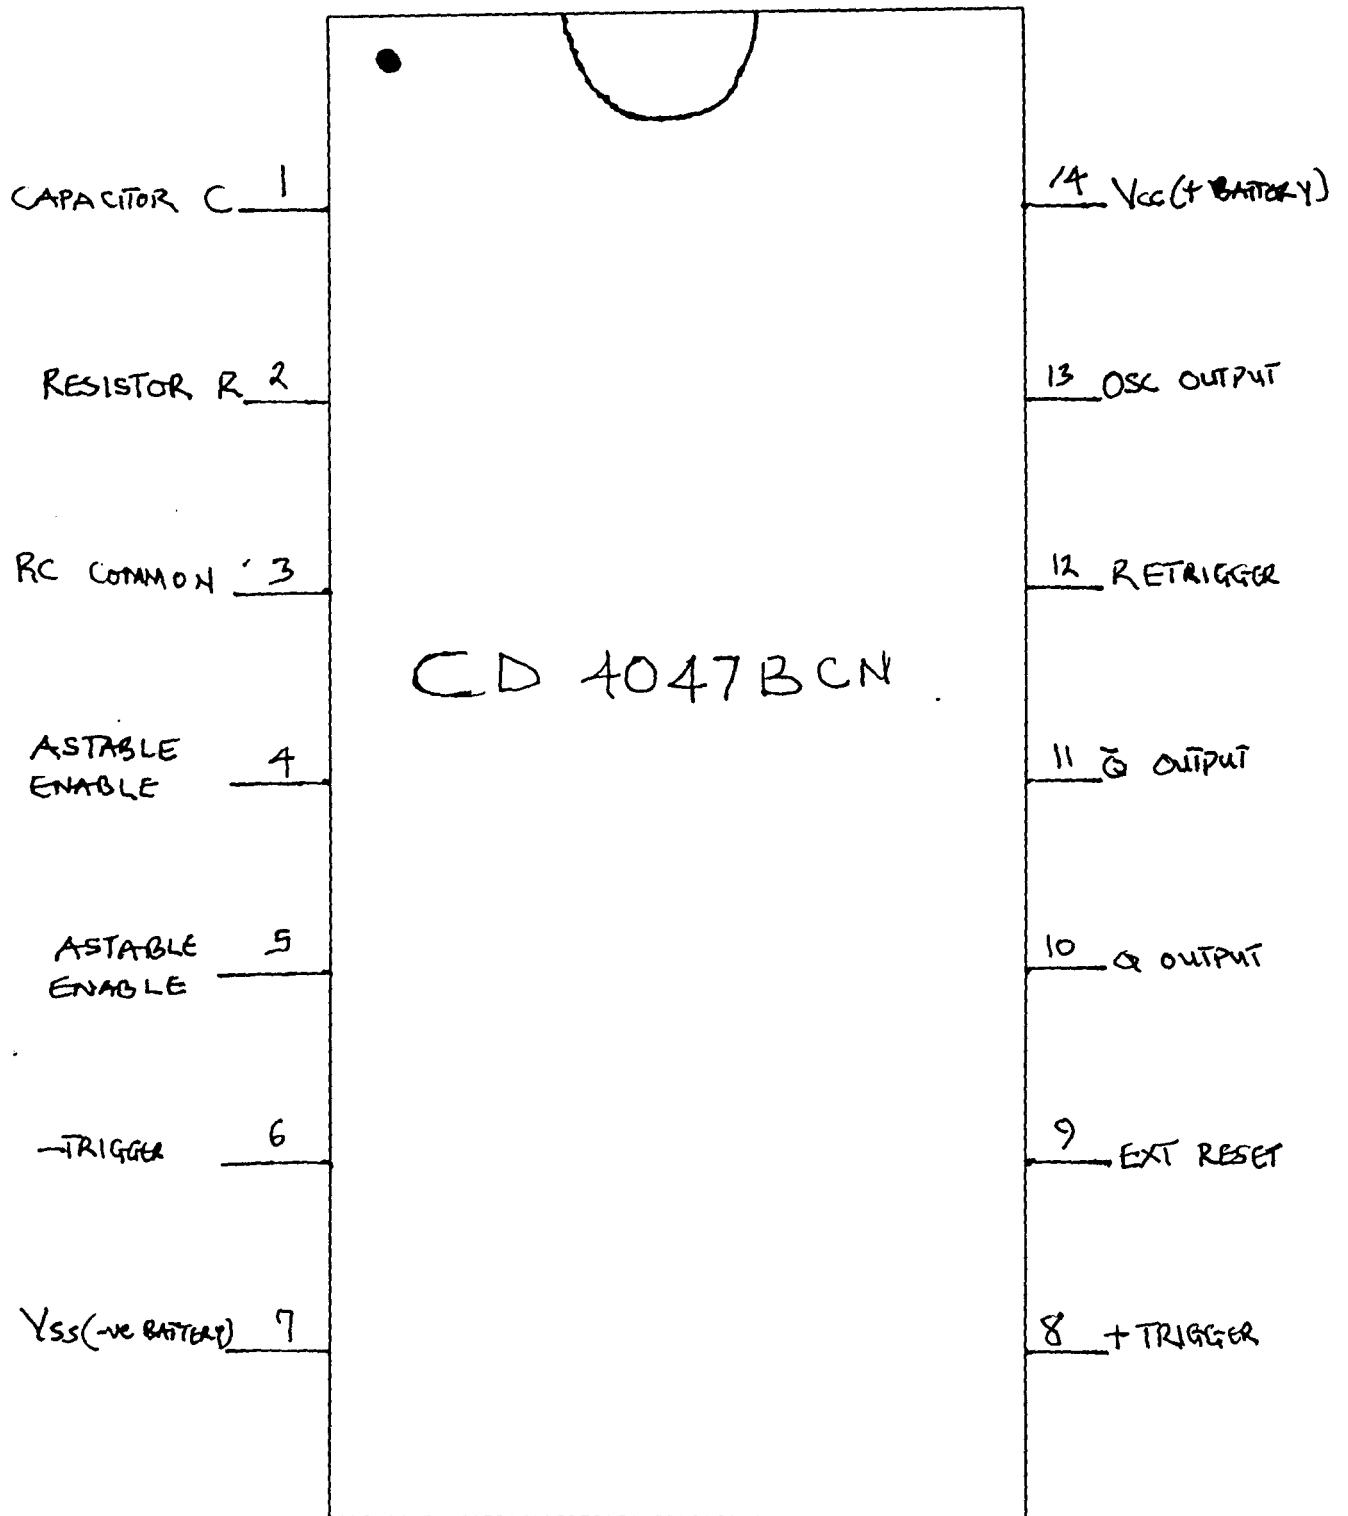 CAPACITOR C 1
RESISTOR R 2
RC COMMON 3
ASTABLE
ENABLE 4
ASTABLE
ENABLE 5
-TRIGGER 6
VSS(-ve BATTERY) 7
CD 4047BCN
14 Vcc(+ BATTORY)
13 OSC OUTPUT
12 RETRIGGER
11 Q̄ OUTPUT
10 Q OUTPUT
9 EXT RESET
8 + TRIGGER